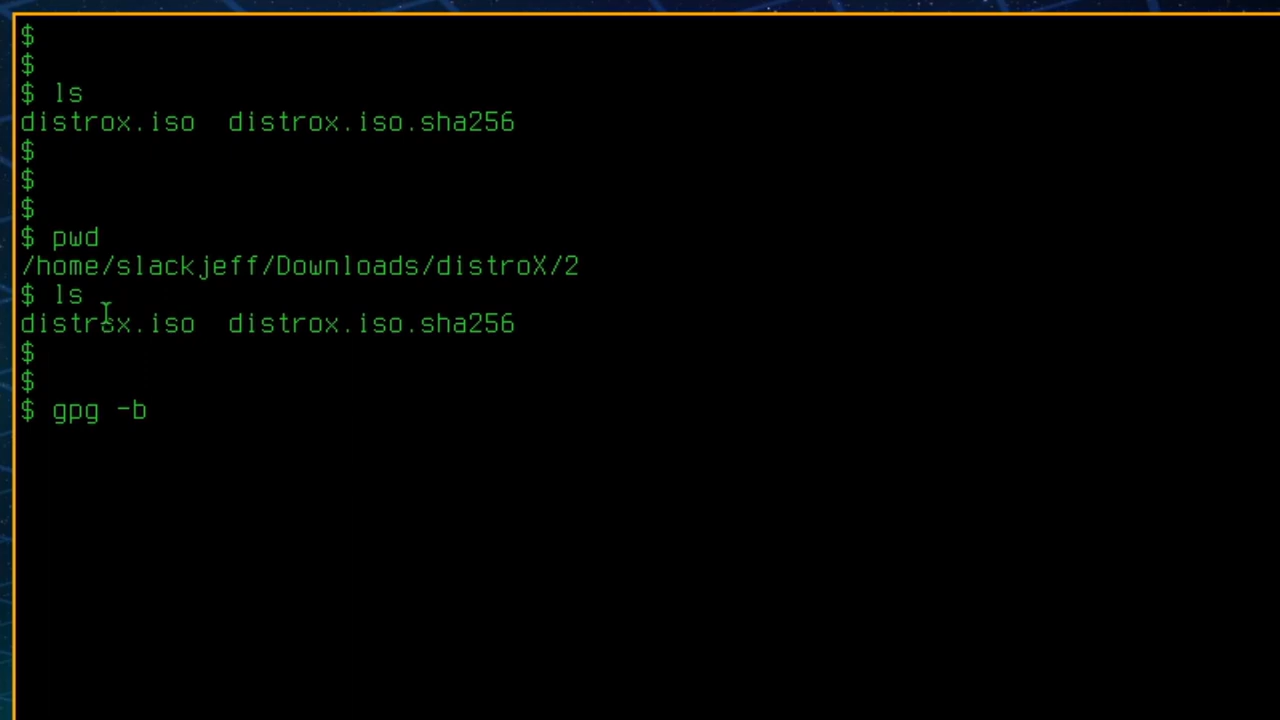 $
$
$ ls
distrox.iso  distrox.iso.sha256
$
$
$
$ pwd
/home/slackjeff/Downloads/distroX/2
$ ls
distrox.iso  distrox.iso.sha256
$
$
$ gpg -b